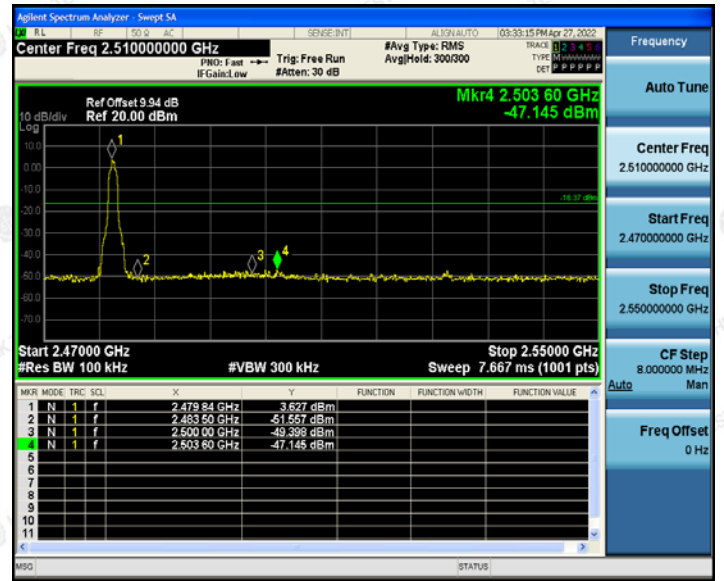 Agilent Spectrum Analyzer - Swept SA
RL RF 50 Ω AC SENSE:INT ALIGN AUTO 03:33:15 PM Apr 27, 2022
Center Freq 2.510000000 GHz
#Avg Type: RMS
TRACE 1 2 3 4 5 6
PNO: Fast
Trig: Free Run
Avg|Hold: 300/300
TYPE M WWWWW
IFGain:Low
#Atten: 30 dB
DET P P P P P P
Mkr4 2.503 60 GHz
-47.145 dBm
Ref Offset 9.94 dB
10 dB/div Ref 20.00 dBm
Log
10.0
0.00
-10.0
-20.0
-30.0
-40.0
-50.0
-60.0
-70.0
1
2
3
4
-16.37 dBm
Start 2.47000 GHz Stop 2.55000 GHz
#Res BW 100 kHz #VBW 300 kHz Sweep 7.667 ms (1001 pts)
MKR MODE TRC SCL X Y FUNCTION FUNCTION WIDTH FUNCTION VALUE
1 N 1 f 2.479 84 GHz 3.627 dBm
2 N 1 f 2.483 50 GHz -51.557 dBm
3 N 1 f 2.500 00 GHz -49.398 dBm
4 N 1 f 2.503 60 GHz -47.145 dBm
5
6
7
8
9
10
11
MSG STATUS
Frequency
Auto Tune
Center Freq
2.510000000 GHz
Start Freq
2.470000000 GHz
Stop Freq
2.550000000 GHz
CF Step
8.000000 MHz
Auto Man
Freq Offset
0 Hz